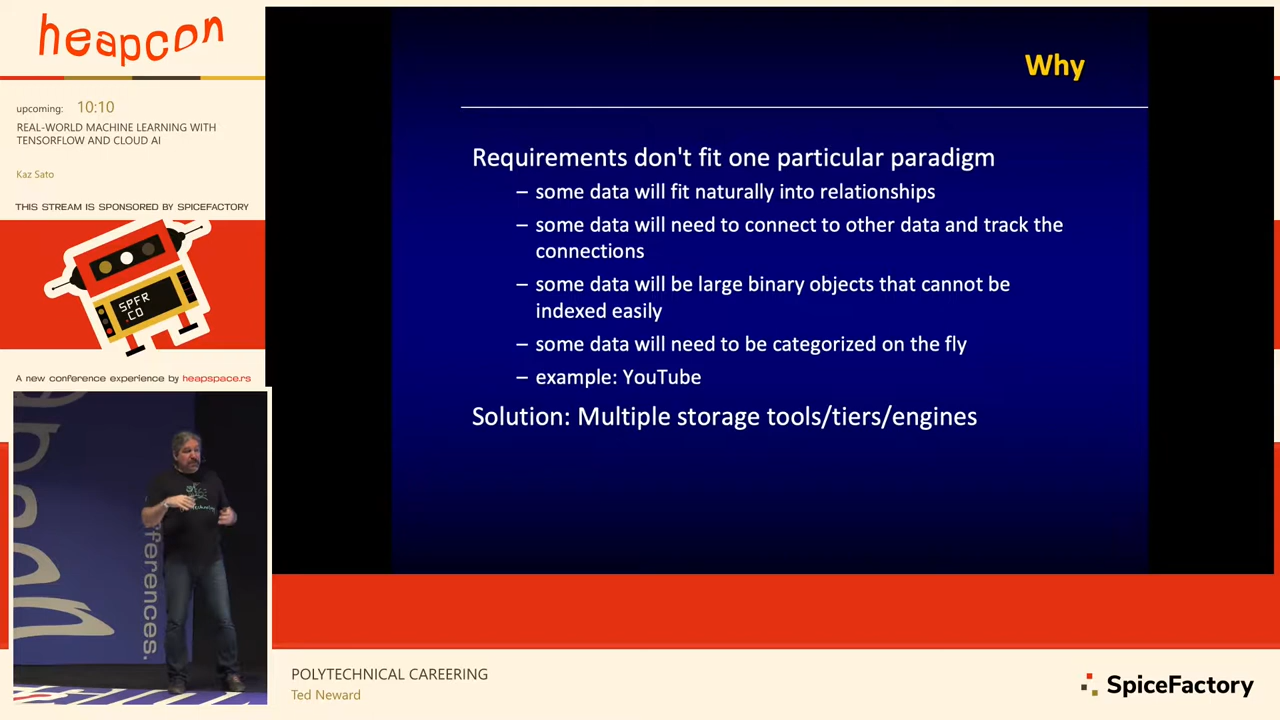 heapcon
upcoming: 10:10
REAL-WORLD MACHINE LEARNING WITH
TENSORFLOW AND CLOUD AI
Kaz Sato
THIS STREAM IS SPONSORED BY SPICEFACTORY
SPFR
.CO
A new conference experience by heapspace.rs
ferences.
Why
Requirements don't fit one particular paradigm
– some data will fit naturally into relationships
– some data will need to connect to other data and track the
connections
– some data will be large binary objects that cannot be
indexed easily
– some data will need to be categorized on the fly
– example: YouTube
Solution: Multiple storage tools/tiers/engines
POLYTECHNICAL CAREERING
Ted Neward
SpiceFactory